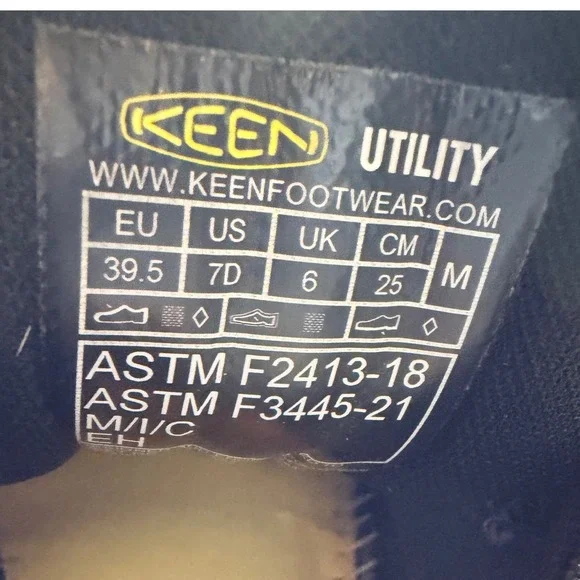 KEEN UTILITY
WWW.KEENFOOTWEAR.COM
EU US UK CM M
39.5 7D 6 25
ASTM F2413-18
ASTM F3445-21
M/I/C
EH